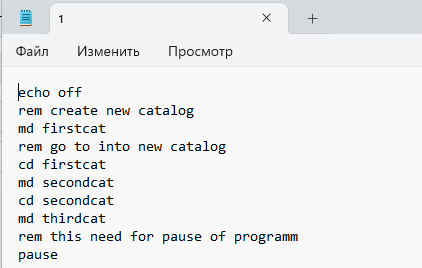 1
Файл Изменить Просмотр
echo off
rem create new catalog
md firstcat
rem go to into new catalog
cd firstcat
md secondcat
cd secondcat
md thirdcat
rem this need for pause of programm
pause